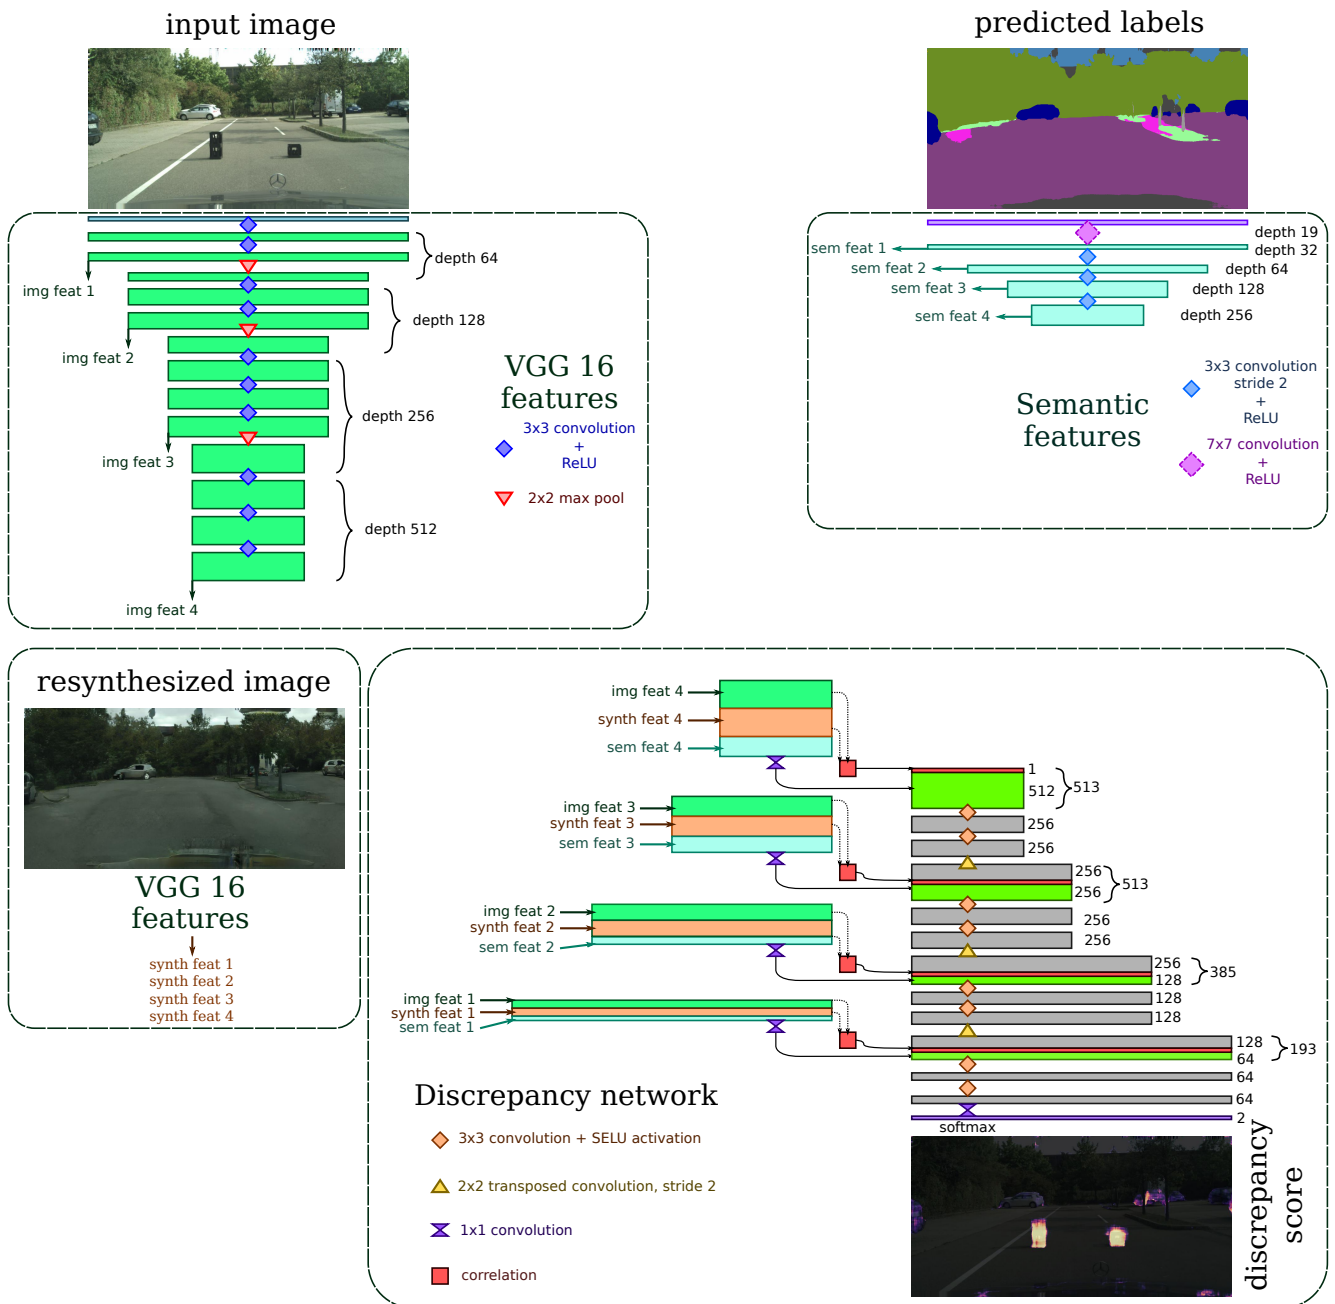 input image
predicted labels
depth 64
img feat 1
depth 128
img feat 2
depth 256
img feat 3
depth 512
img feat 4
VGG 16
features
3x3 convolution
+
ReLU
2x2 max pool
depth 19
sem feat 1
depth 32
sem feat 2
depth 64
sem feat 3
depth 128
sem feat 4
depth 256
Semantic
features
3x3 convolution
stride 2
+
ReLU
7x7 convolution
+
ReLU
resynthesized image
VGG 16
features
synth feat 1
synth feat 2
synth feat 3
synth feat 4
img feat 4
synth feat 4
sem feat 4
1
512
513
256
256
img feat 3
synth feat 3
sem feat 3
256
256
513
256
256
img feat 2
synth feat 2
sem feat 2
256
128
385
128
128
img feat 1
synth feat 1
sem feat 1
128
64
193
64
64
2
softmax
discrepancy
score
Discrepancy network
3x3 convolution + SELU activation
2x2 transposed convolution, stride 2
1x1 convolution
correlation